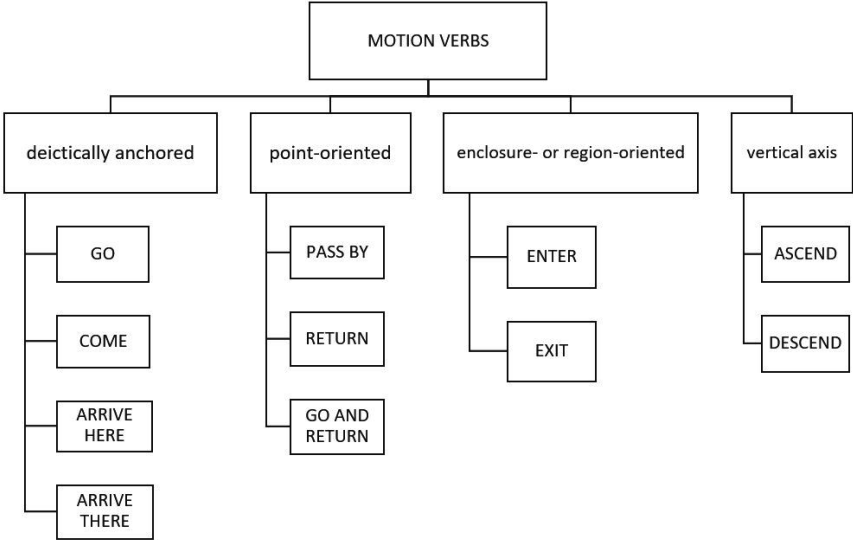 MOTION VERBS
deictically anchored
point-oriented
enclosure- or region-oriented
vertical axis
GO
COME
ARRIVE
HERE
ARRIVE
THERE
PASS BY
RETURN
GO AND
RETURN
ENTER
EXIT
ASCEND
DESCEND